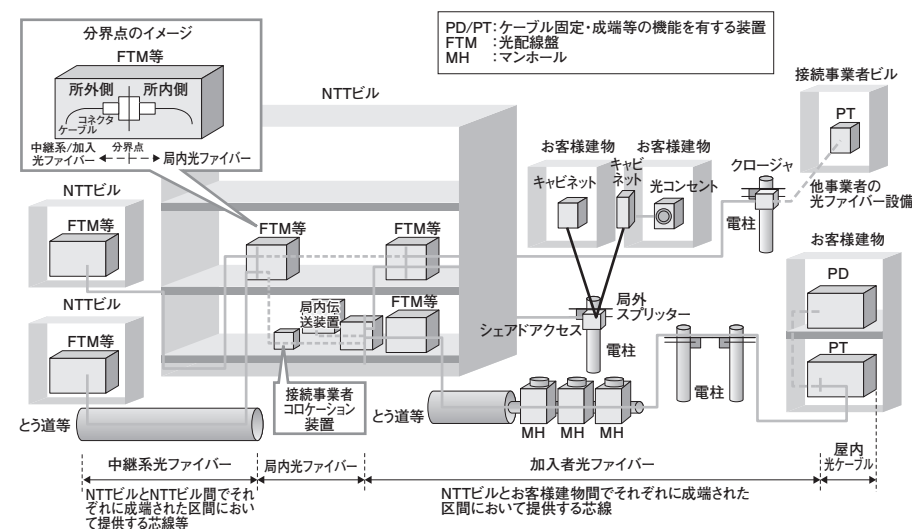 分界点のイメージ
FTM等
所外側
所内側
コネクタ
ケーブル
中継系/加入
光ファイバー
分界点
局内光ファイバー
PD/PT：ケーブル固定・成端等の機能を有する装置
FTM ：光配線盤
MH ：マンホール
NTTビル
NTTビル
FTM等
NTTビル
FTM等
とう道等
FTM等
FTM等
局内伝
送装置
FTM等
接続事業者
コロケーション
装置
とう道等
MH
MH
MH
お客様建物
キャビネット
お客様建物
キャビ
ネット
光コンセント
局外
スプリッター
シェアドアクセス
電柱
クロージャ
電柱
電柱
接続事業者ビル
PT
他事業者の
光ファイバー設備
お客様建物
PD
PT
中継系光ファイバー
局内光ファイバー
加入者光ファイバー
屋内
光ケーブル
NTTビルとNTTビル間でそれ
ぞれに成端された区間におい
て提供する芯線等
NTTビルとお客様建物間でそれぞれに成端された
区間において提供する芯線